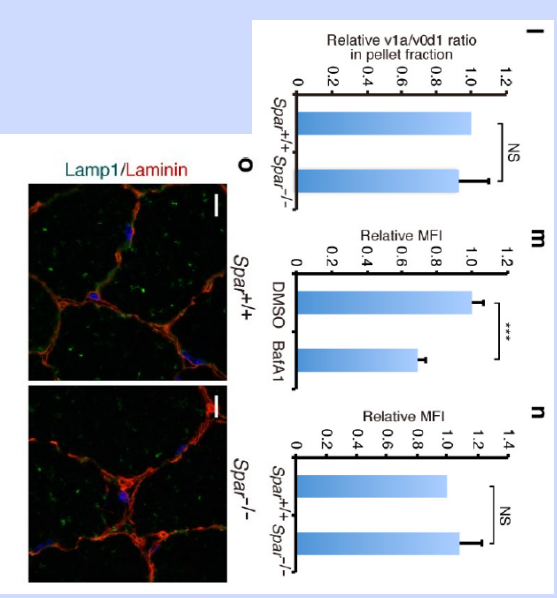 l
Relative v1a/v0d1 ratio
in pellet fraction
0 0.2 0.4 0.6 0.8 1.0 1.2
NS
Spar+/+ Spar−/−
m
Relative MFI
0 0.2 0.4 0.6 0.8 1.0 1.2
***
DMSO BafA1
n
Relative MFI
0 0.2 0.4 0.6 0.8 1.0 1.2 1.4
NS
Spar+/+ Spar−/−
o
Lamp1/Laminin
Spar+/+
Spar−/−